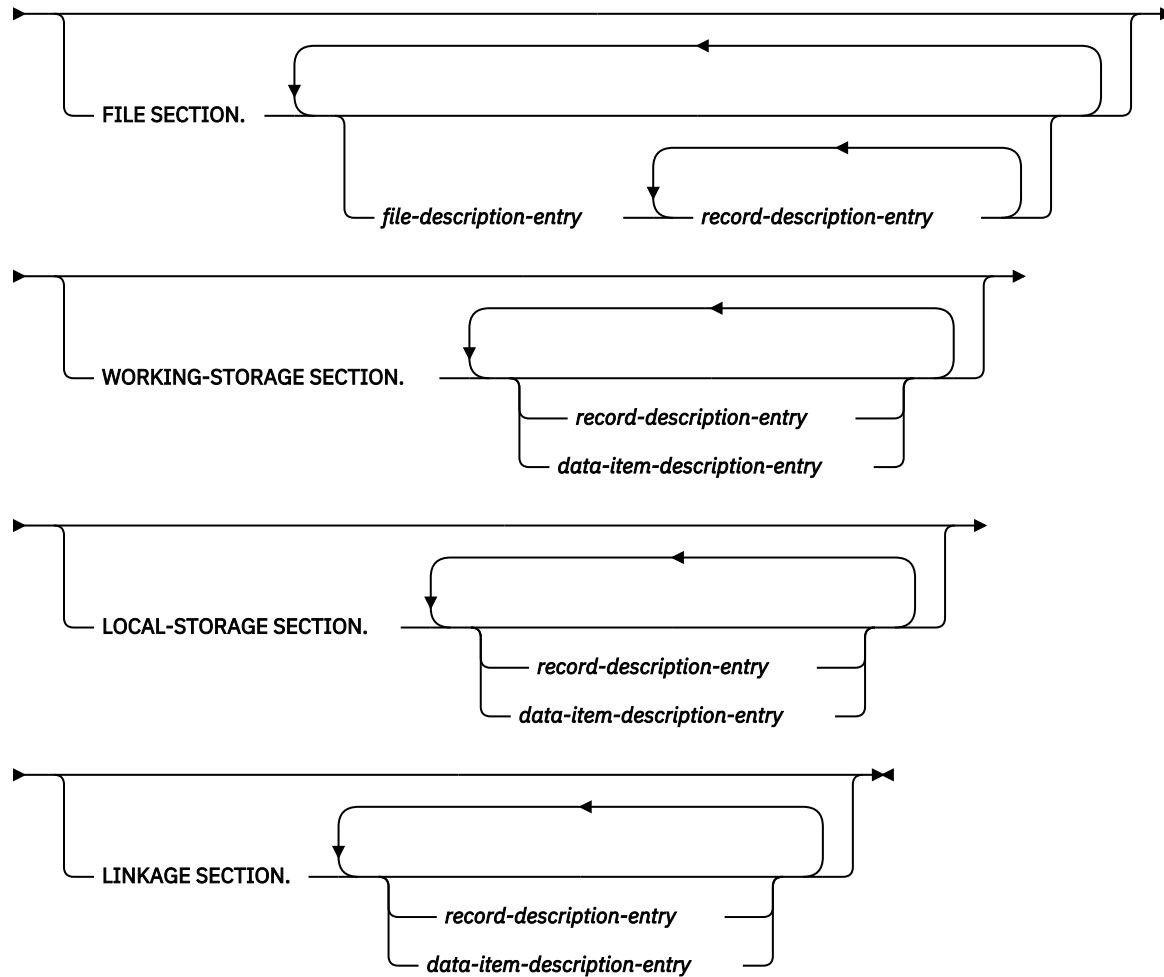 FILE SECTION.
file-description-entry record-description-entry
WORKING-STORAGE SECTION.
record-description-entry
data-item-description-entry
LOCAL-STORAGE SECTION.
record-description-entry
data-item-description-entry
LINKAGE SECTION.
record-description-entry
data-item-description-entry